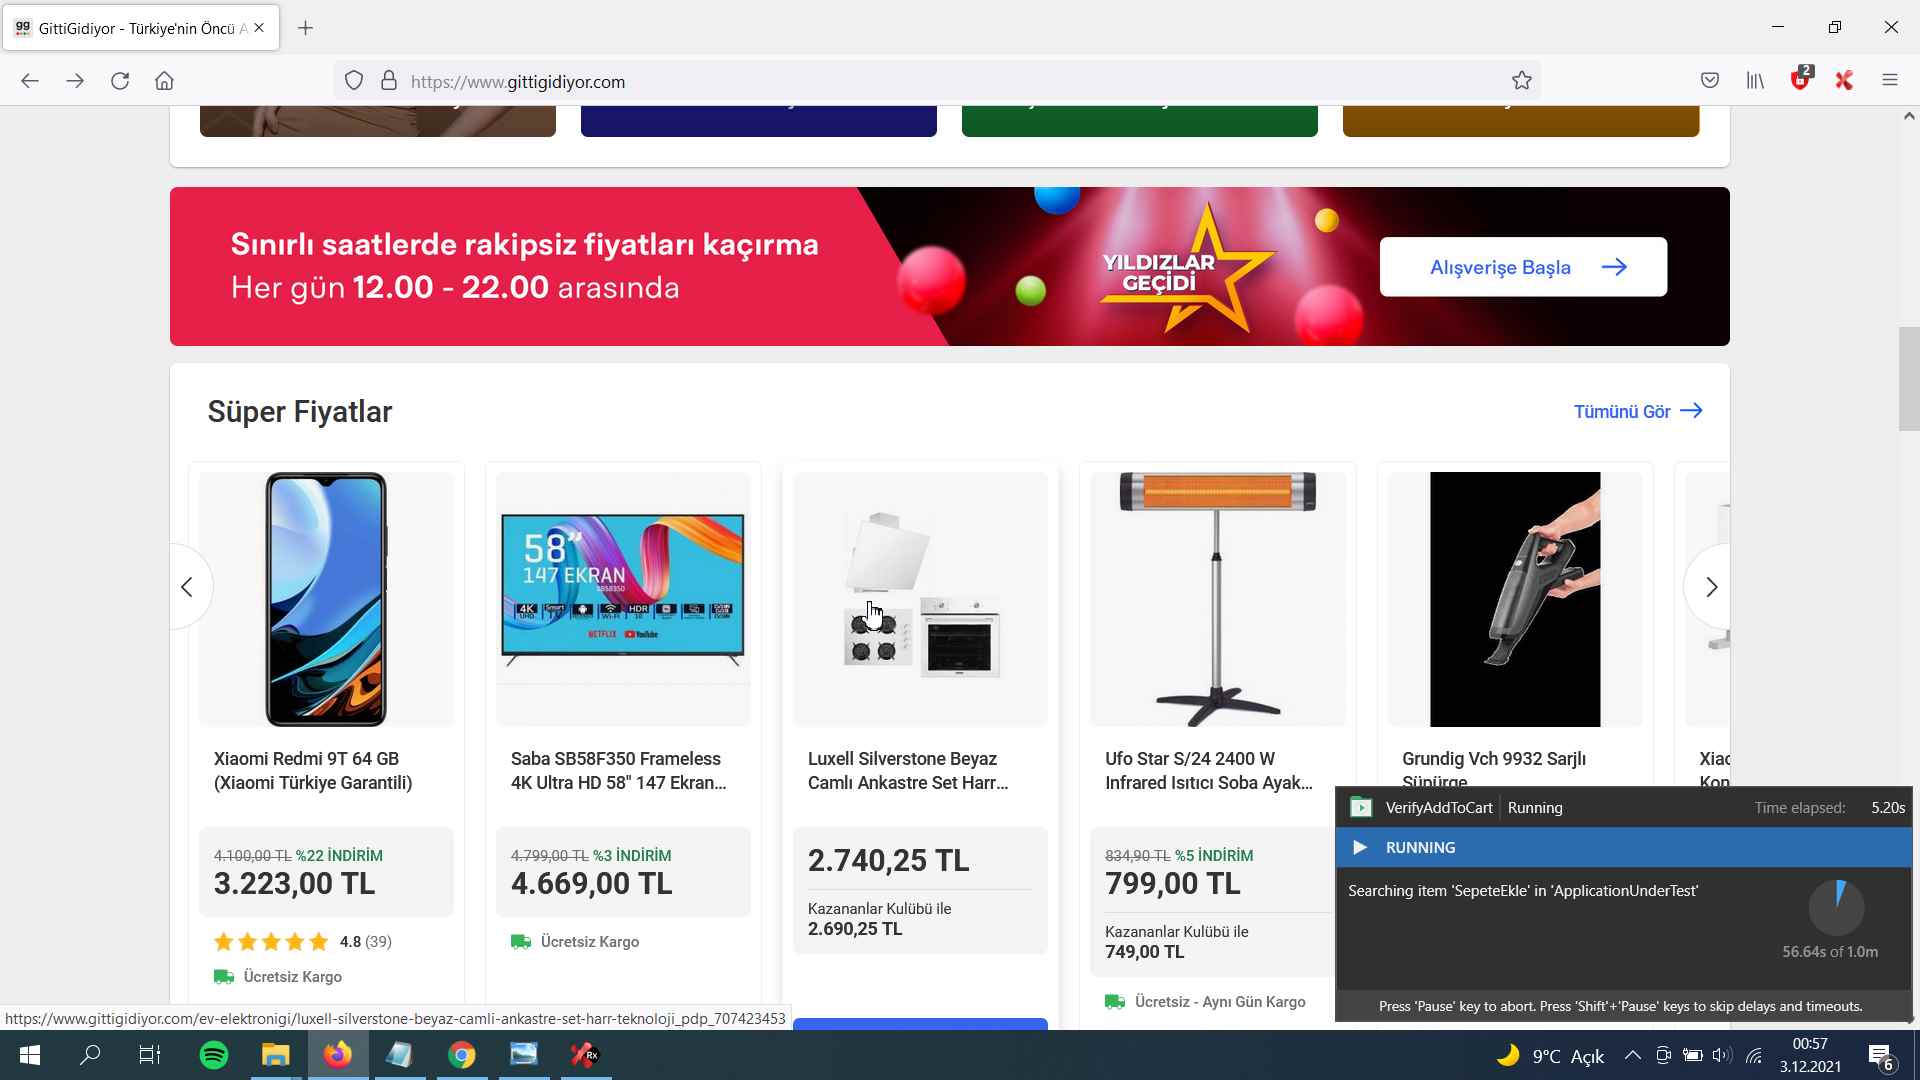 GittiGidiyor - Türkiye'nin Öncü A
https://www.gittigidiyor.com
2
Sınırlı saatlerde rakipsiz fiyatları kaçırma
Her gün 12.00 - 22.00 arasında
YILDIZLAR
GEÇİDİ
Alışverişe Başla
Süper Fiyatlar
Tümünü Gör
58”
147 EKRAN
4K
HDR
NETFLIX
YouTube
Xiaomi Redmi 9T 64 GB
(Xiaomi Türkiye Garantili)
4.100,00 TL %22 İNDİRİM
3.223,00 TL
4.8 (39)
Ücretsiz Kargo
Saba SB58F350 Frameless
4K Ultra HD 58" 147 Ekran...
4.799,00 TL %3 İNDİRİM
4.669,00 TL
Ücretsiz Kargo
Luxell Silverstone Beyaz
Camlı Ankastre Set Harr...
2.740,25 TL
Kazananlar Kulübü ile
2.690,25 TL
Ufo Star S/24 2400 W
Infrared Isıtıcı Soba Ayak...
834,90 TL %5 İNDİRİM
799,00 TL
Kazananlar Kulübü ile
749,00 TL
Ücretsiz - Aynı Gün Kargo
Grundig Vch 9932 Sarjlı
Süpürge
Xiao
Kon
VerifyAddToCart Running Time elapsed: 5.20s
RUNNING
Searching item 'SepeteEkle' in 'ApplicationUnderTest'
56.64s of 1.0m
Press 'Pause' key to abort. Press 'Shift'+'Pause' keys to skip delays and timeouts.
https://www.gittigidiyor.com/ev-elektronigi/luxell-silverstone-beyaz-camli-ankastre-set-harr-teknoloji_pdp_707423453
Rx
9°C Açık
00:57
3.12.2021
6